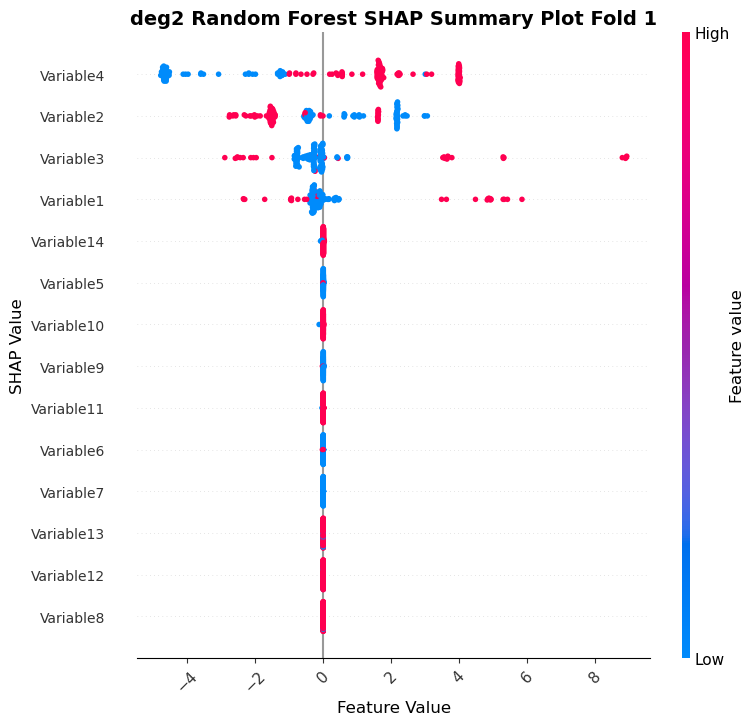 deg2 Random Forest SHAP Summary Plot Fold 1
High
Variable4
Variable2
Variable3
Variable1
Variable14
Variable5
Variable10
Variable9
Variable11
Variable6
Variable7
Variable13
Variable12
Variable8
SHAP Value
Feature value
Low
−4 −2 0 2 4 6 8
Feature Value